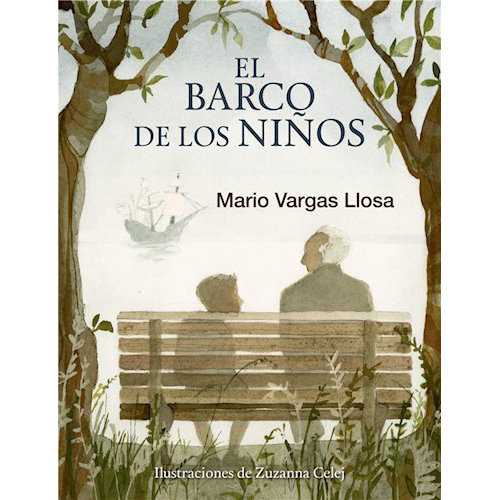 EL
BARCO
DE LOS NIÑOS
Mario Vargas Llosa
Ilustraciones de Zuzanna Celej